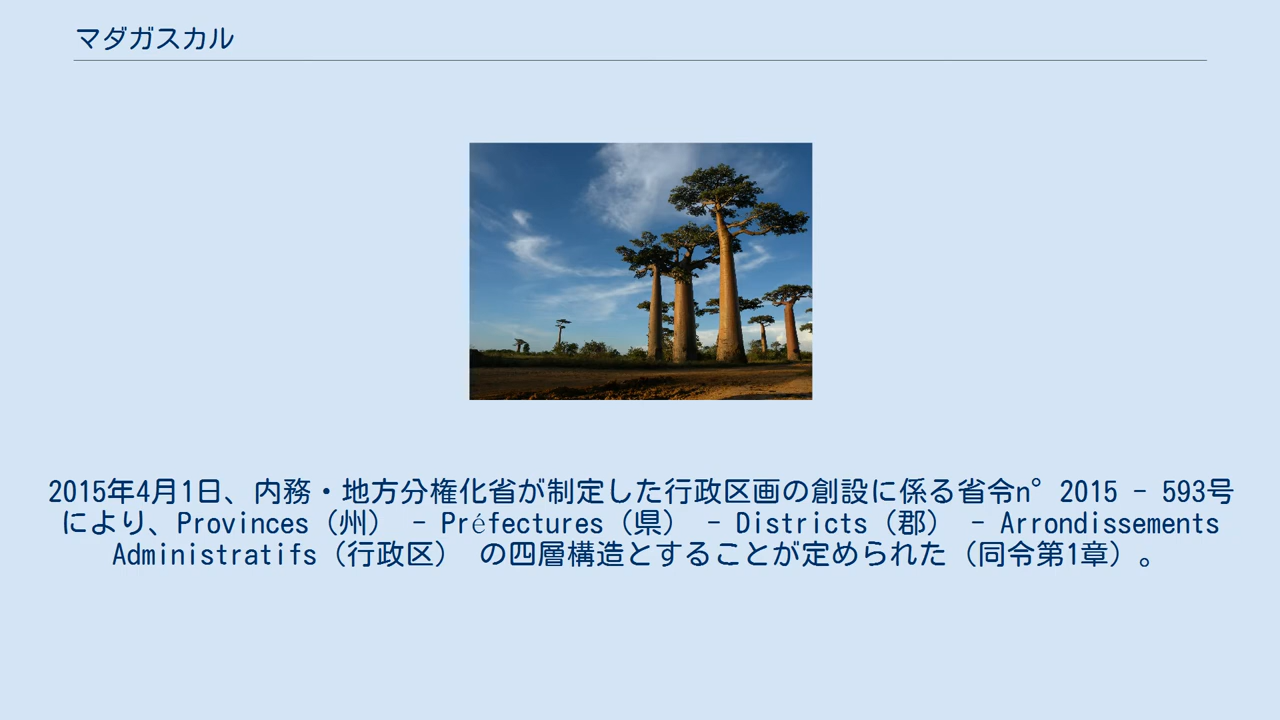 マダガスカル
2015年4月1日、内務・地方分権化省が制定した行政区画の創設に係る省令n° 2015 - 593号
により、Provinces（州） - Préfectures（県） - Districts（郡） - Arrondissements
Administratifs（行政区） の四層構造とすることが定められた（同令第1章）。